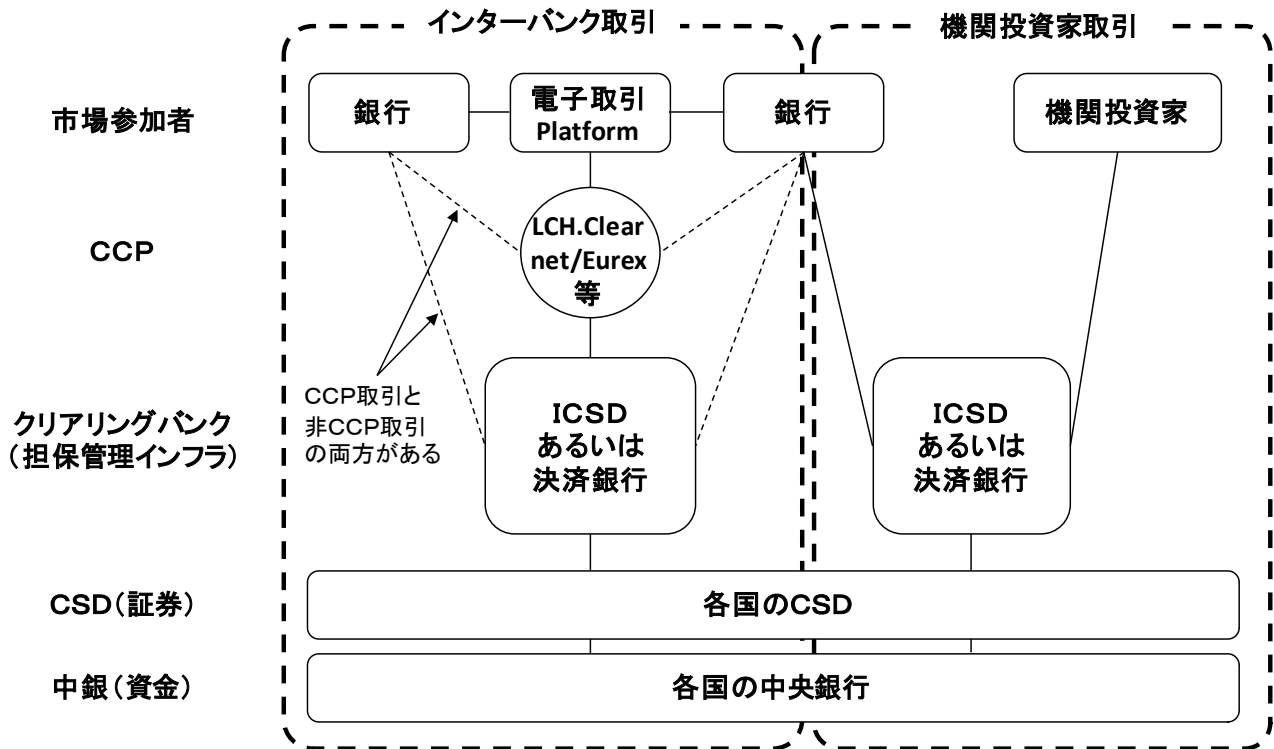 インターバンク取引
機関投資家取引
市場参加者
銀行
電子取引
Platform
銀行
機関投資家
CCP
LCH.Clear
net/Eurex
等
CCP取引と
非CCP取引
の両方がある
クリアリングバンク
(担保管理インフラ)
ICSD
あるいは
決済銀行
ICSD
あるいは
決済銀行
CSD(証券)
各国のCSD
中銀(資金)
各国の中央銀行